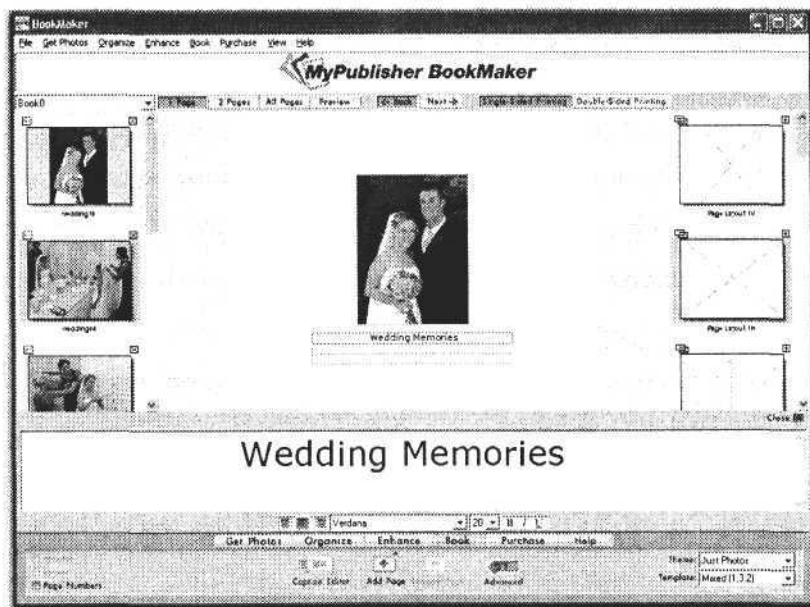 BookMaker
File Get Photos Organize Enhance Book Purchase View Help
MyPublisher BookMaker
Book0 1 Page 2 Pages All Pages Preview Back Next Single-Sided Printing Double-Sided Printing
Wedding Memories
Close
Wedding Memories
Verdana 20 B I U
Get Photos Organize Enhance Book Purchase Help
Page Numbers
Caption Editor Add Page Advanced
Theme: Just Photos
Template: Mixed (1,3,2)